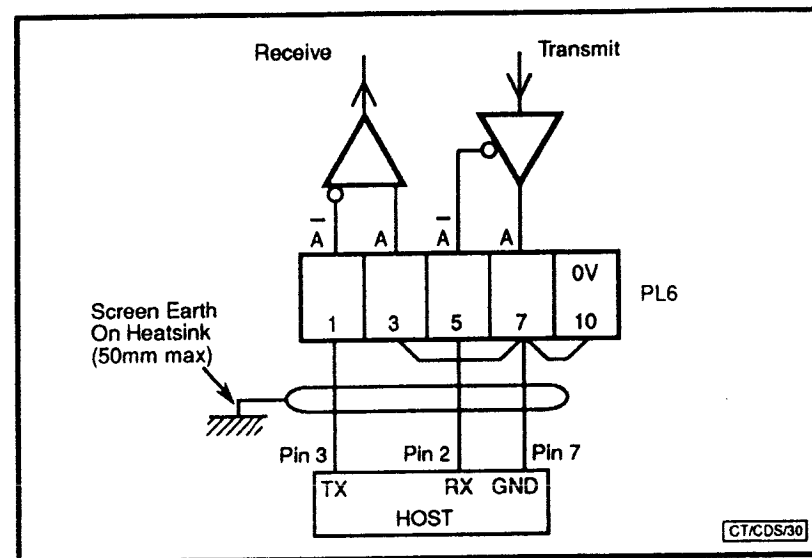 Receive
Transmit
A̅ A A̅ A
0V
PL6
1 3 5 7 10
Screen Earth
On Heatsink
(50mm max)
Pin 3 Pin 2 Pin 7
TX RX GND
HOST
CT/CDS/30